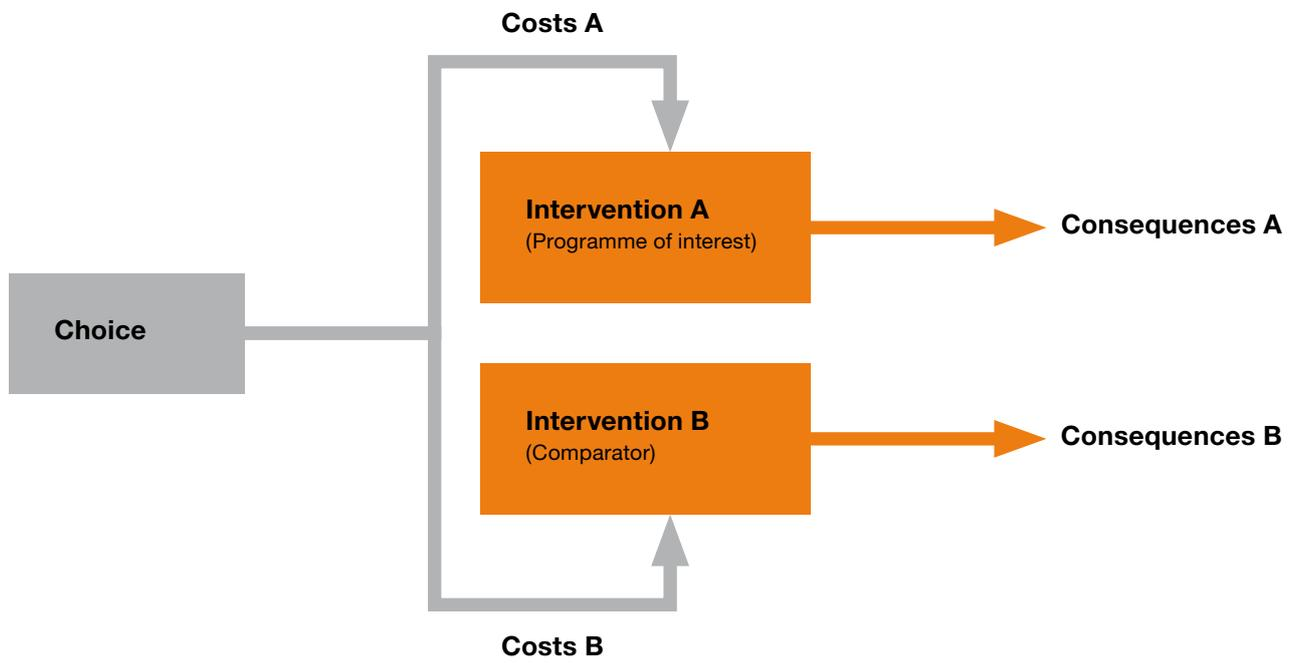 Costs A
Intervention A
(Programme of interest)
Consequences A
Choice
Intervention B
(Comparator)
Consequences B
Costs B